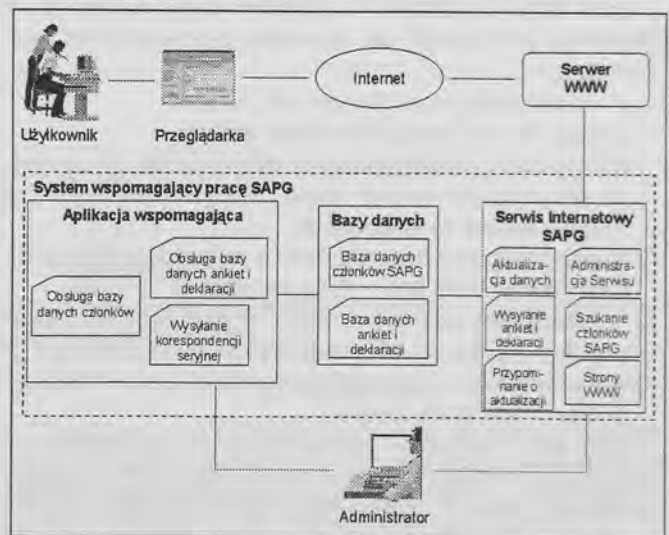 Użytkownik
Przeglądarka
Internet
Serwer
WWW
System wspomagający pracę SAPG
Aplikacja wspomagająca
Obsługa bazy
danych członków
Obsługa bazy
danych ankiet i
deklaracji
Wysyłanie
korespondencji
seryjnej
Bazy danych
Baza danych
członków SAPG
Baza danych
ankiet i
deklaracji
Serwis Internetowy
SAPG
Aktualiza-
cja danych
Administra-
cja Serwisu
Wysyłanie
ankiet i
deklaracji
Szukanie
członków
SAPG
Przypomi-
nanie o
aktualizacji
Strony
WWW
Administrator